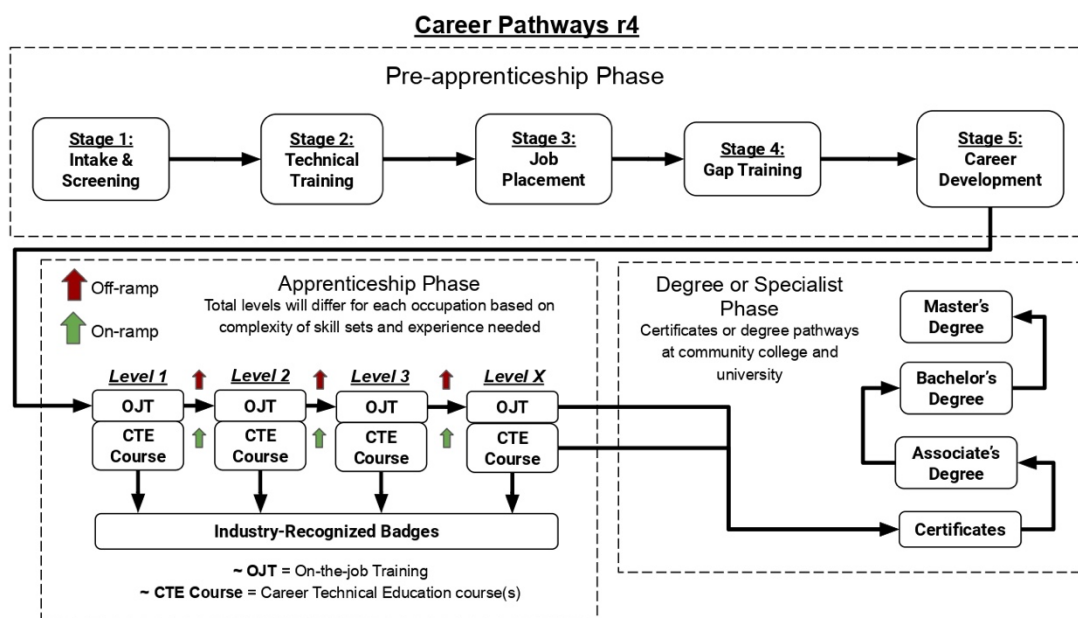 Career Pathways r4
Pre-apprenticeship Phase
Stage 1:
Intake &
Screening
Stage 2:
Technical
Training
Stage 3:
Job
Placement
Stage 4:
Gap Training
Stage 5:
Career
Development
Off-ramp
On-ramp
Apprenticeship Phase
Total levels will differ for each occupation based on
complexity of skill sets and experience needed
Level 1
OJT
CTE
Course
Level 2
OJT
CTE
Course
Level 3
OJT
CTE
Course
Level X
OJT
CTE
Course
Industry-Recognized Badges
~ OJT = On-the-job Training
~ CTE Course = Career Technical Education course(s)
Degree or Specialist
Phase
Certificates or degree pathways
at community college and
university
Master's
Degree
Bachelor's
Degree
Associate's
Degree
Certificates